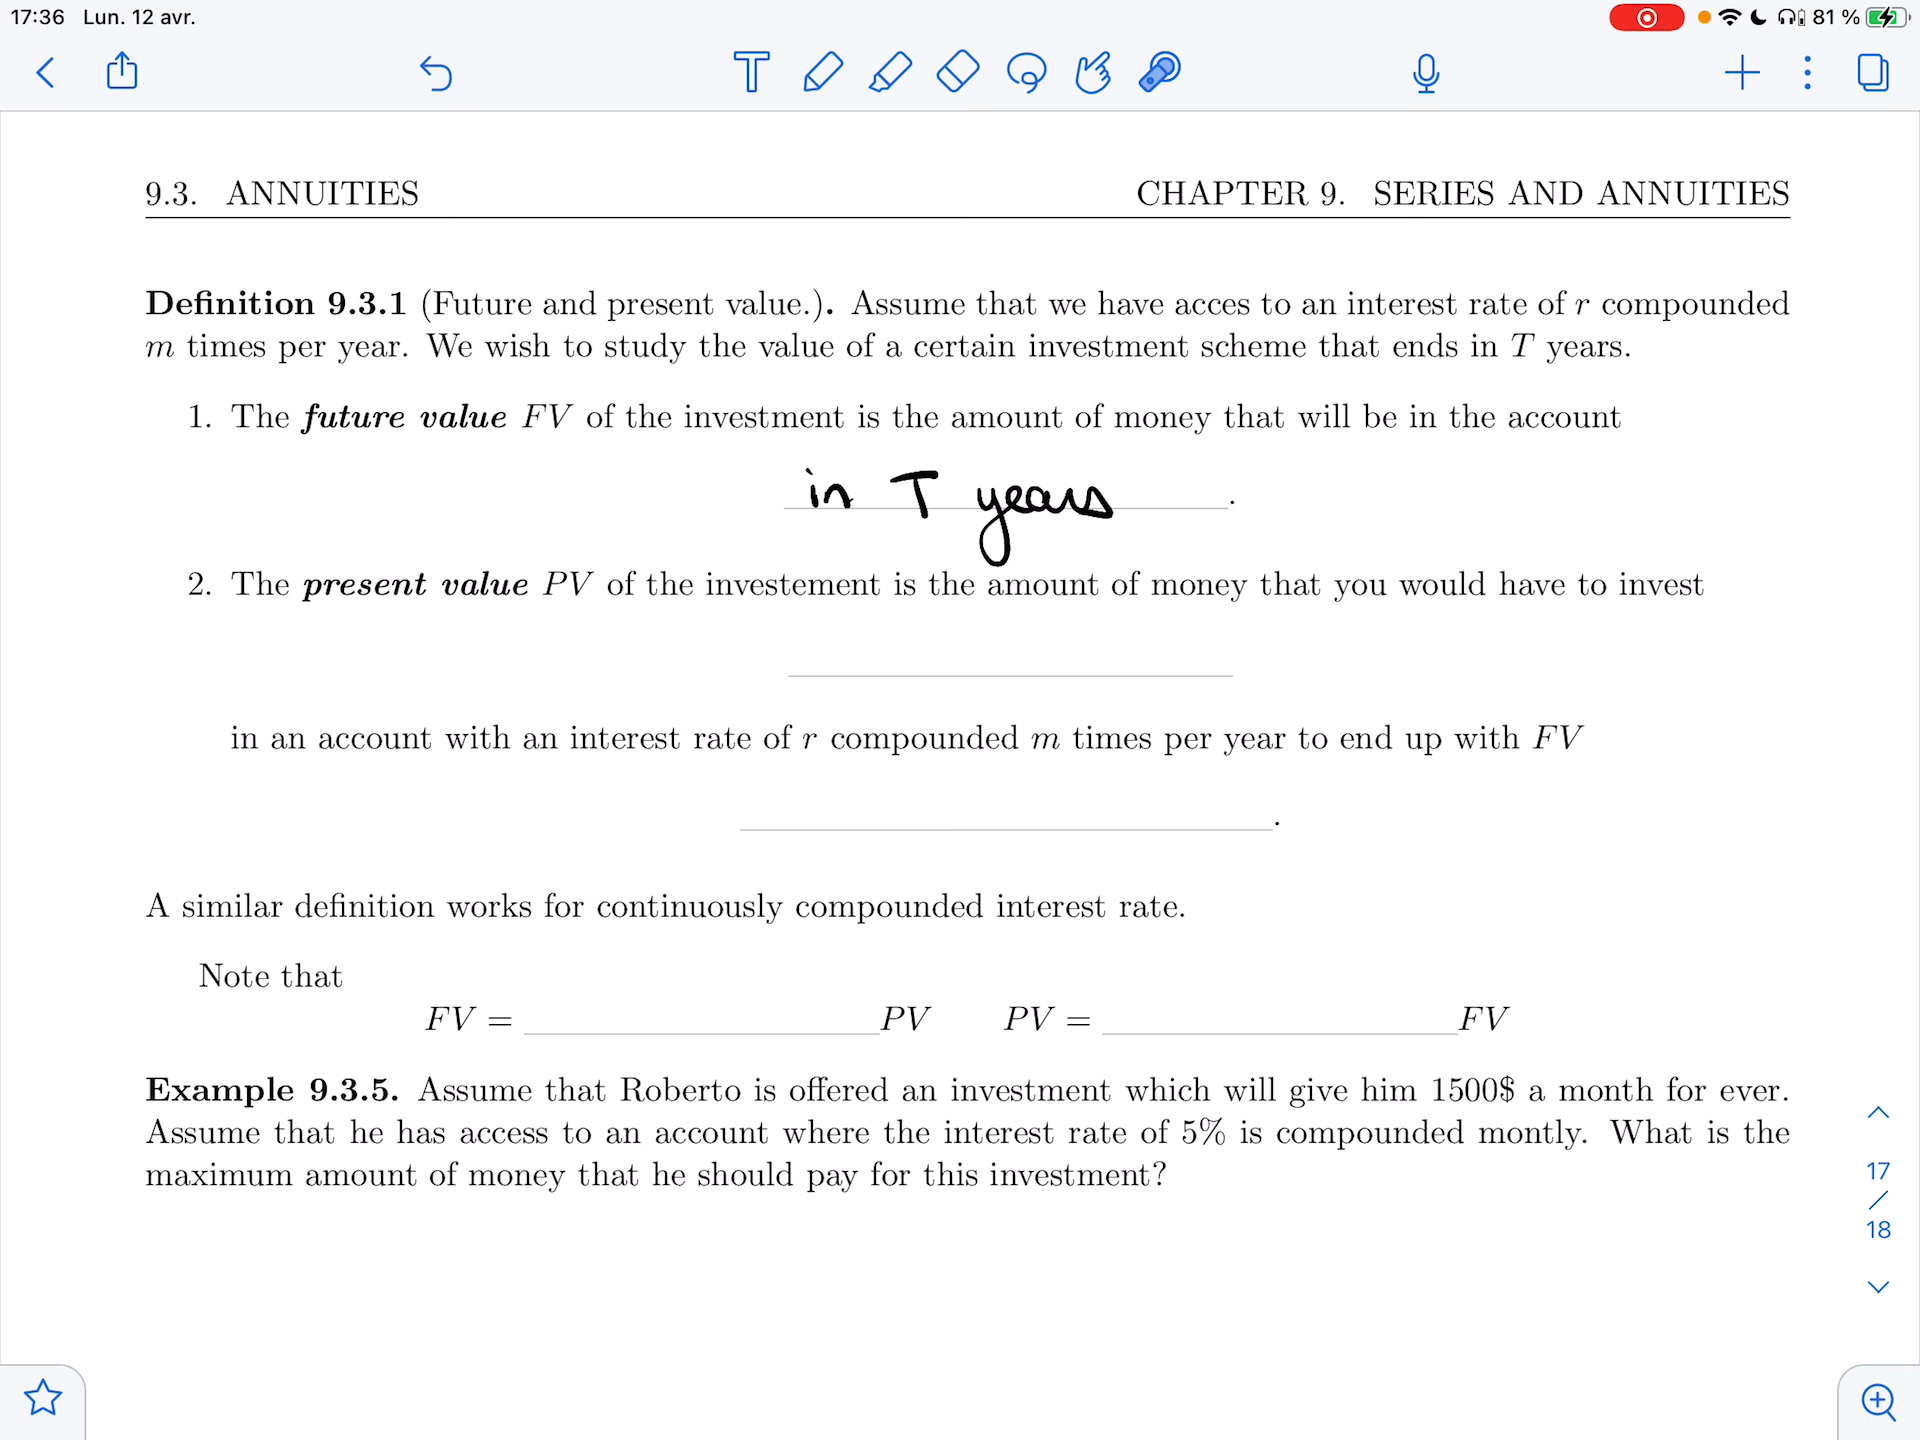 17:36 Lun. 12 avr. 81 %
9.3. ANNUITIES CHAPTER 9. SERIES AND ANNUITIES
Definition 9.3.1 (Future and present value.). Assume that we have acces to an interest rate of r compounded
m times per year. We wish to study the value of a certain investment scheme that ends in T years.
1. The future value FV of the investment is the amount of money that will be in the account
in T years .
2. The present value PV of the investement is the amount of money that you would have to invest
in an account with an interest rate of r compounded m times per year to end up with FV
.
A similar definition works for continuously compounded interest rate.
Note that
FV = PV PV = FV
Example 9.3.5. Assume that Roberto is offered an investment which will give him 1500$ a month for ever.
Assume that he has access to an account where the interest rate of 5% is compounded montly. What is the
maximum amount of money that he should pay for this investment?
17
/
18